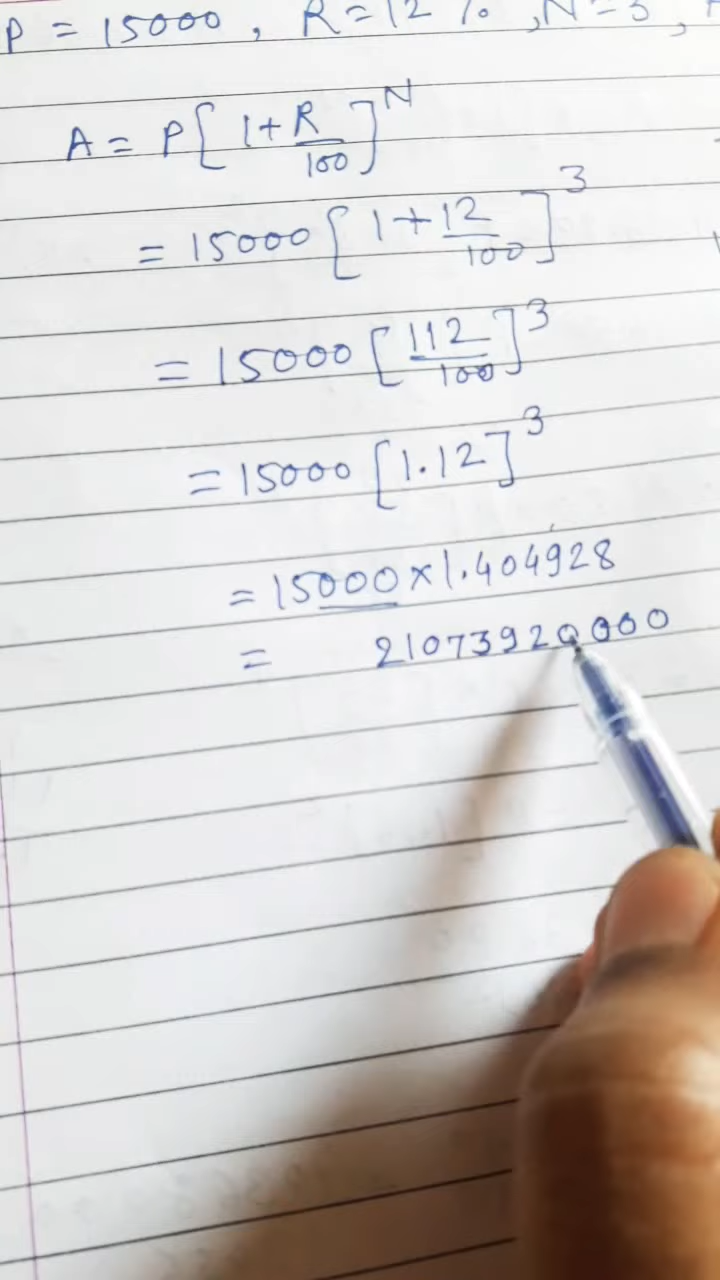 P = 15000, R = 12 %, N = 3,
A = P[1+R/100]^N
= 15000[1+12/100]^3
= 15000[112/100]^3
= 15000[1.12]^3
= 15000×1.404928
= 21073920000